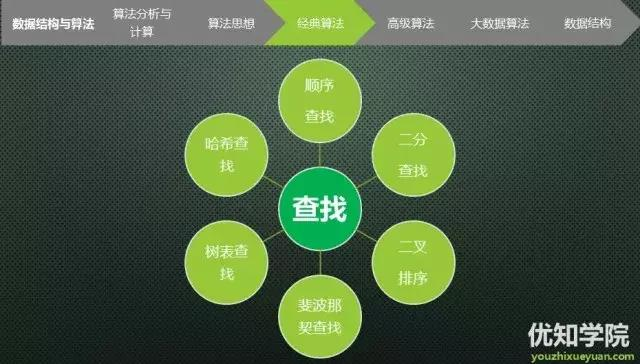 数据结构与算法
算法分析与
计算
算法思想
经典算法
高级算法
大数据算法
数据结构
顺序
查找
二分
查找
二叉
排序
斐波那
契查找
树表查
找
哈希查
找
查找
优知学院
youzhixueyuan.com